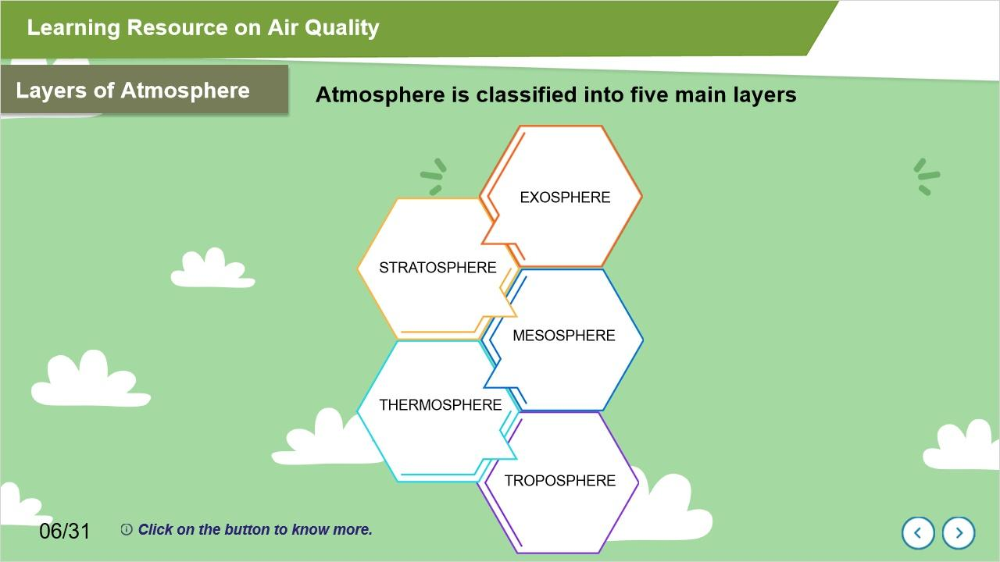 Learning Resource on Air Quality
Layers of Atmosphere
Atmosphere is classified into five main layers
EXOSPHERE
STRATOSPHERE
MESOSPHERE
THERMOSPHERE
TROPOSPHERE
06/31
Click on the button to know more.